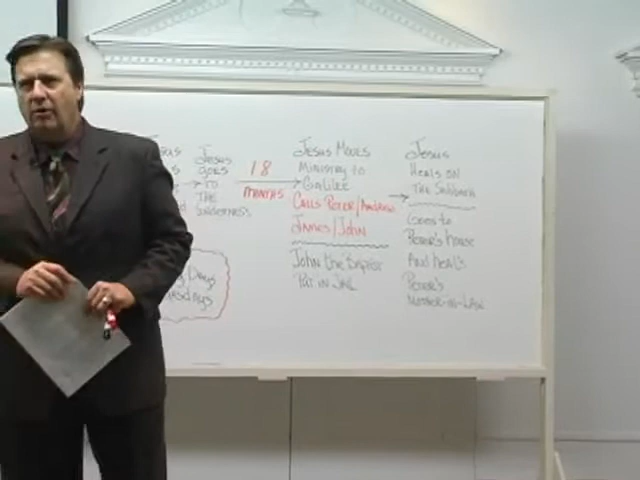 Jesus
goes
to
the
wilderness
18
months
Jesus Moves
Ministry to
Galilee
Calls Peter/Andrew
James/John
John the Baptist
Put in Jail
Jesus
Heals on
the Sabbath
Goes to
Peter's house
And heals
Peter's
Mother-in-Law
Days